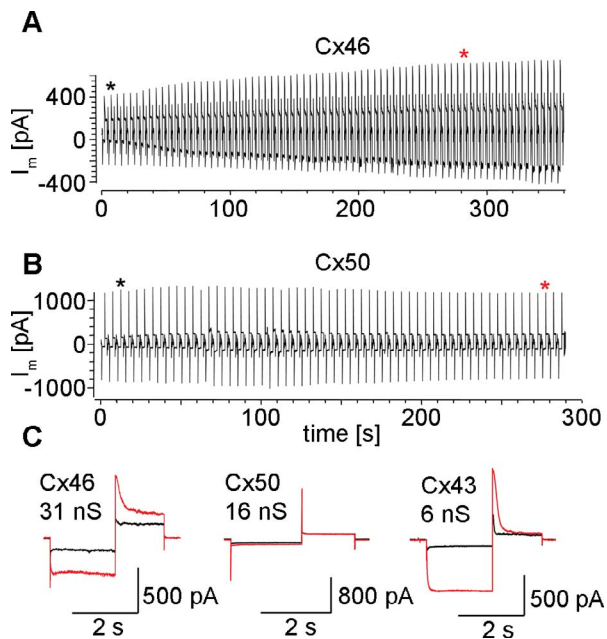 A
Cx46
*
*
I_m [pA]
400
0
-400
0 100 200 300
B
Cx50
*
*
I_m [pA]
1000
0
-1000
0 100 200 300
time [s]
C
Cx46
31 nS
Cx50
16 nS
Cx43
6 nS
500 pA
2 s
800 pA
2 s
500 pA
2 s